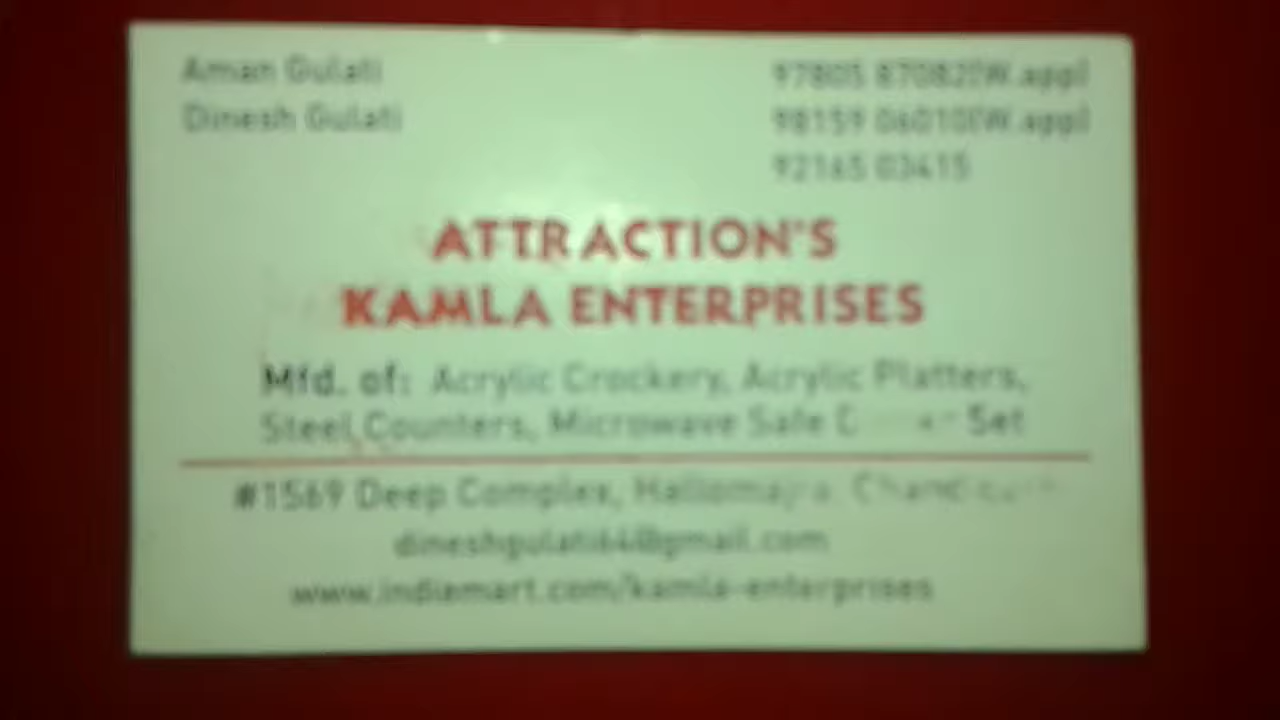 Aman Gulati
Dinesh Gulati
97805 87082(W.app)
98159 06010(W.app)
92165 03415
ATTRACTION'S
KAMLA ENTERPRISES
Mfd. of: Acrylic Crockery, Acrylic Platters,
Steel Counters, Microwave Safe Set
#1569 Deep Complex, Hallomajra
dineshgulati44@gmail.com
www.indiamart.com/kamla-enterprises